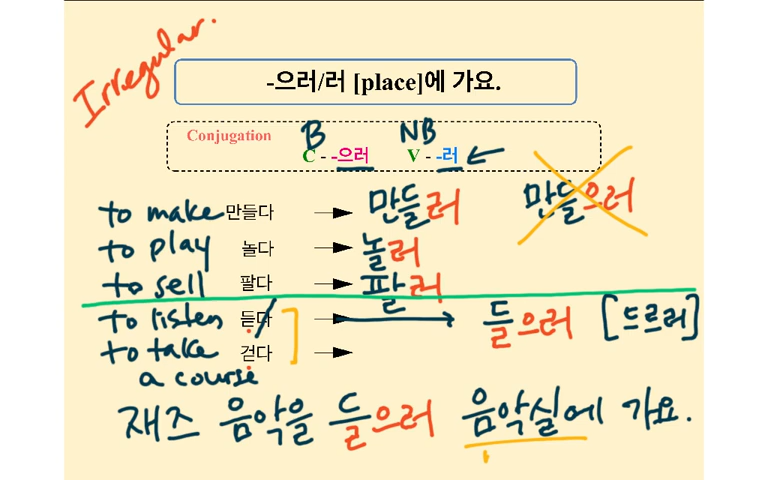 Irregular.
-으러/러 [place]에 가요.
Conjugation
B NB
C - -으러 V - -러
to make 만들다 만들러 만들으러
to play 놀다 놀러
to sell 팔다 팔러
to listen 듣다 들으러 [드르러]
to take 걷다
a course
재즈 음악을 들으러 음악실에 가요.